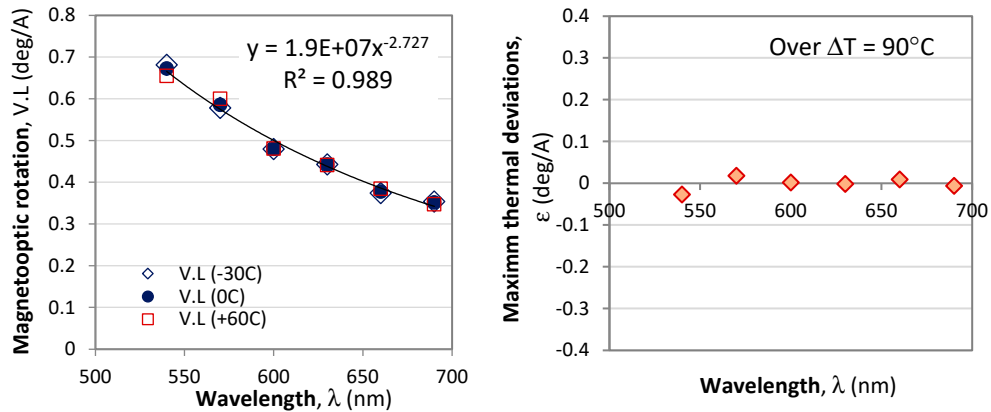 Magnetooptic rotation, V.L (deg/A)
0.8
0.7
0.6
0.5
0.4
0.3
0.2
0.1
0
y = 1.9E+07x^-2.727
R² = 0.989
V.L (-30C)
V.L (0C)
V.L (+60C)
500 550 600 650 700
Wavelength, λ (nm)
Maximm thermal deviations,
ε (deg/A)
0.4
0.3
0.2
0.1
0
-0.1
-0.2
-0.3
-0.4
Over ΔT = 90°C
500 550 600 650 700
Wavelength, λ (nm)